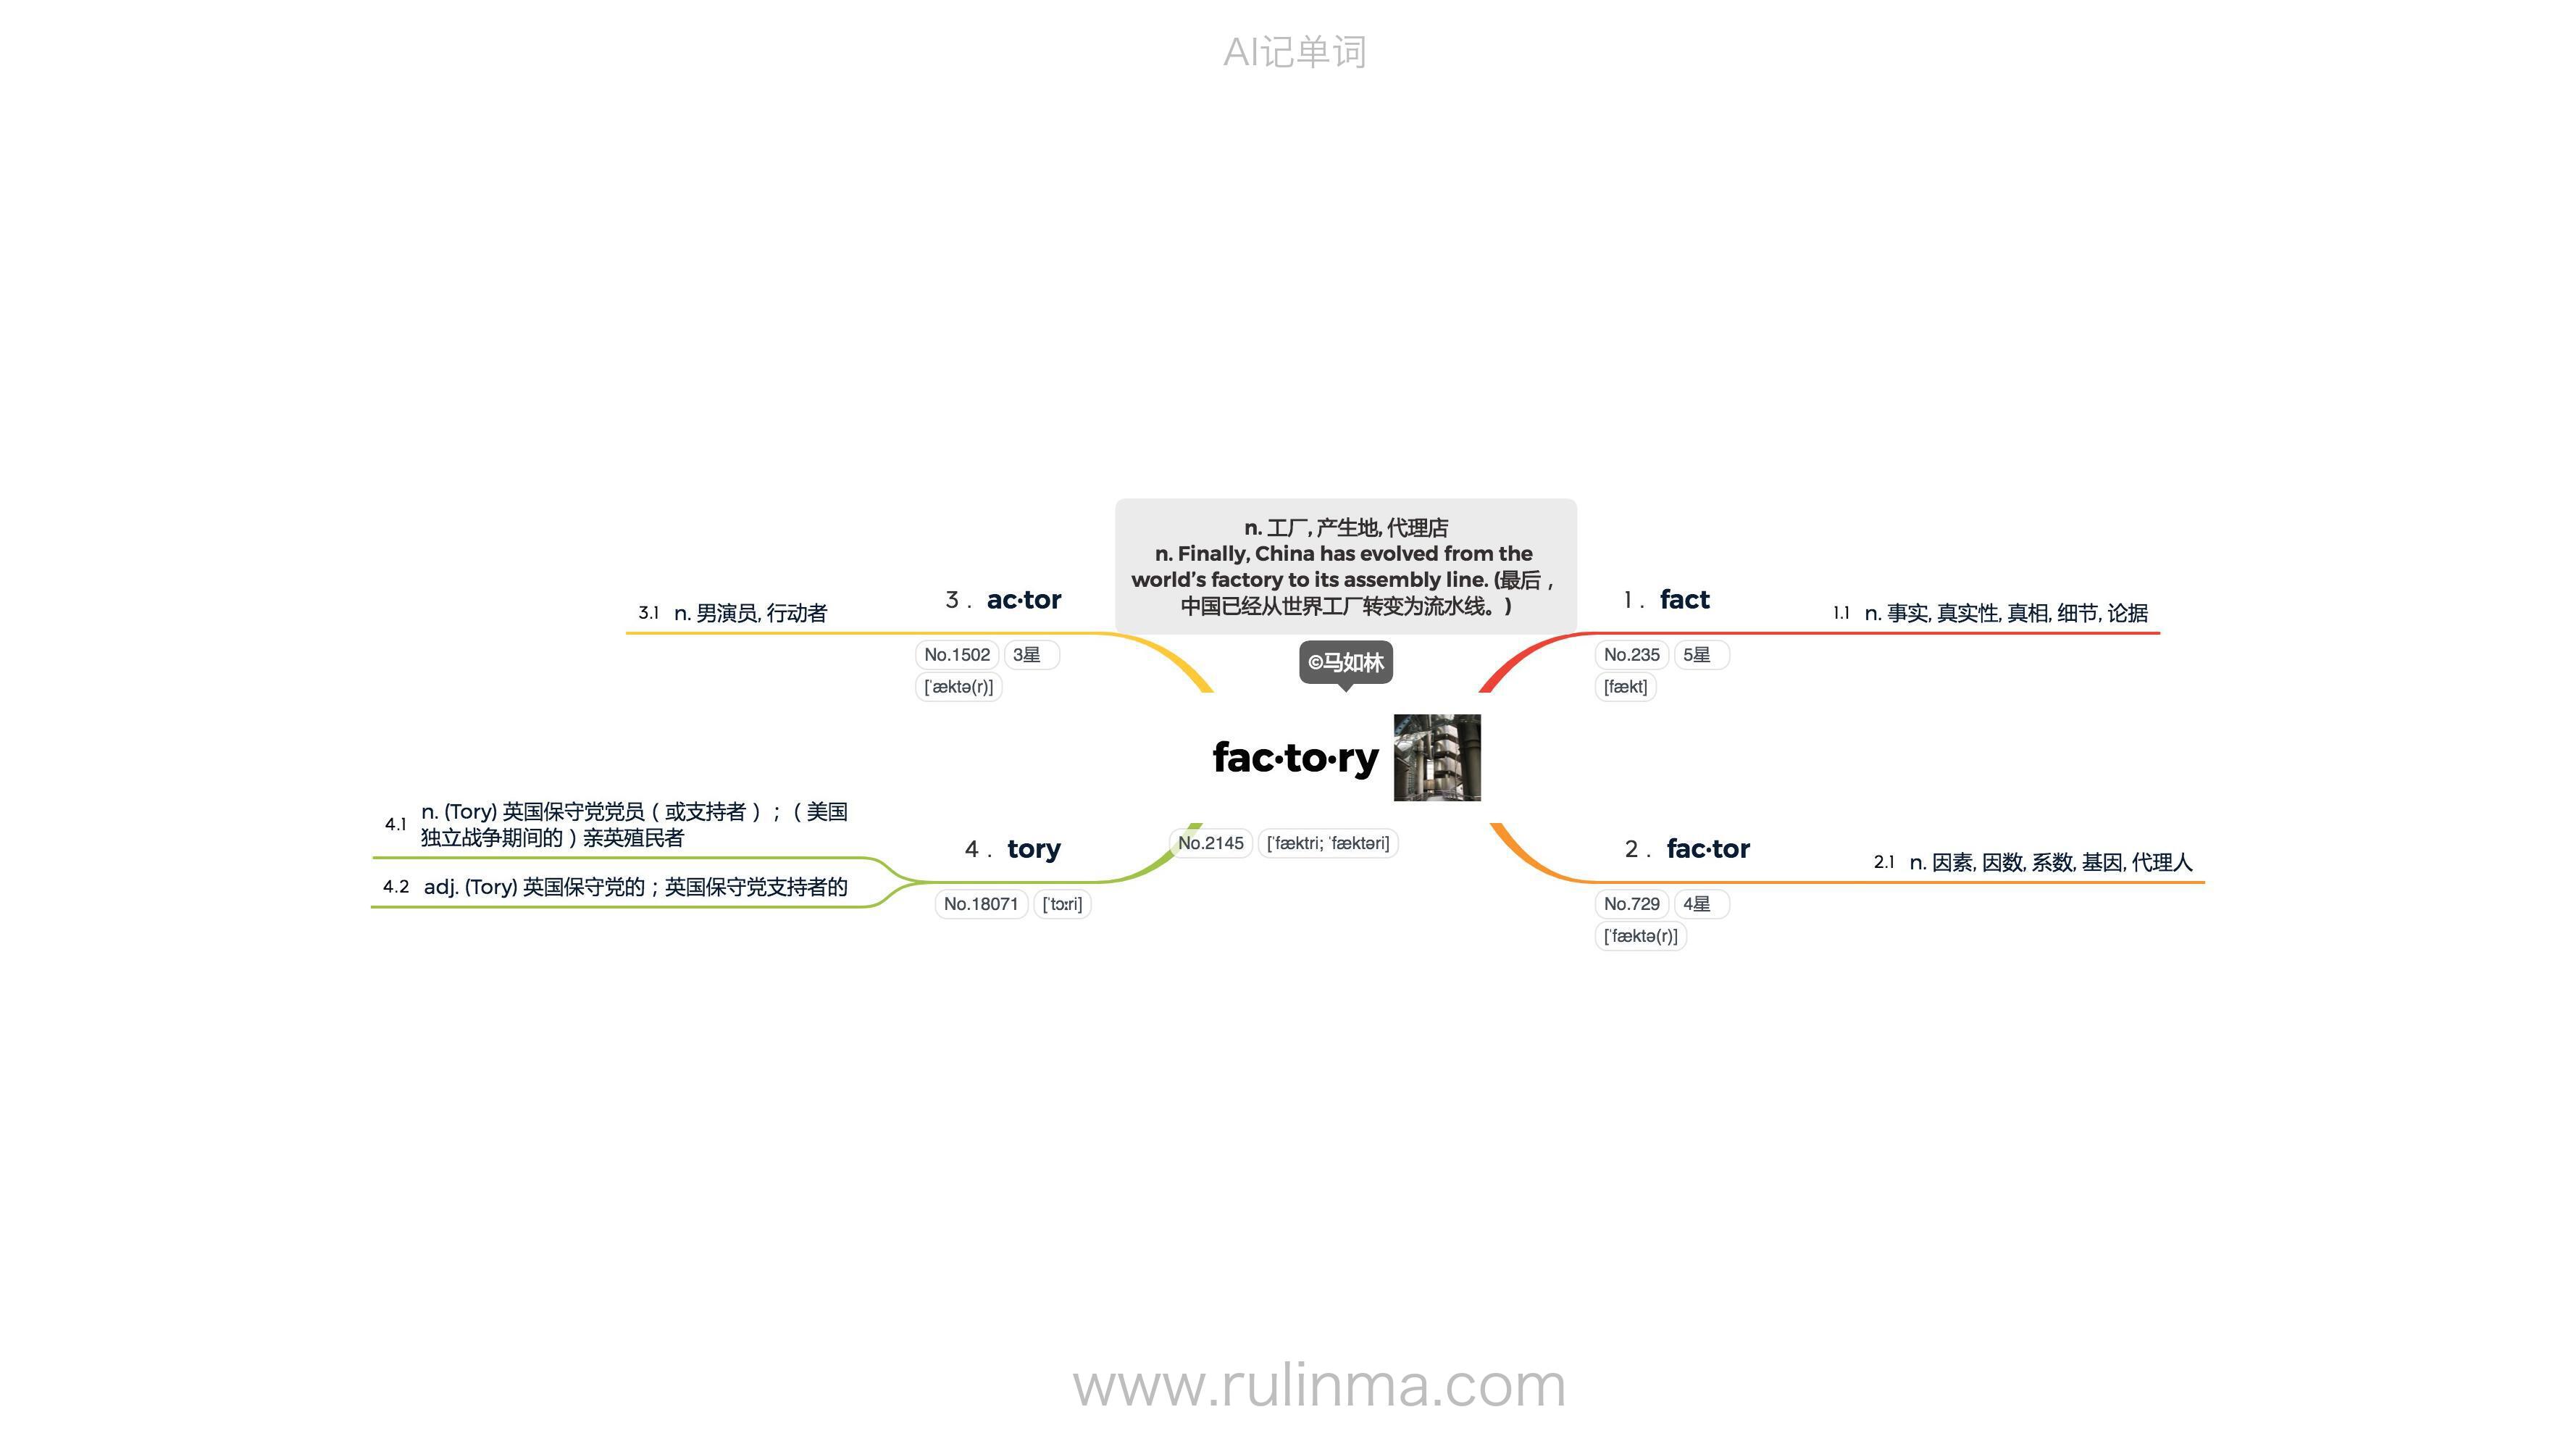 AI记单词
n. 工厂, 产生地, 代理店
n. Finally, China has evolved from the
world’s factory to its assembly line. (最后，
中国已经从世界工厂转变为流水线。)
©马如林
fac·to·ry
No.2145 [ˈfæktri; ˈfæktəri]
1. fact
No.235 5星
[fækt]
1.1 n. 事实, 真实性, 真相, 细节, 论据
2. fac·tor
No.729 4星
[ˈfæktə(r)]
2.1 n. 因素, 因数, 系数, 基因, 代理人
3. ac·tor
No.1502 3星
[ˈæktə(r)]
3.1 n. 男演员, 行动者
4. tory
No.18071 [ˈtɔːri]
4.1 n. (Tory) 英国保守党党员（或支持者）；（美国
独立战争期间的）亲英殖民者
4.2 adj. (Tory) 英国保守党的；英国保守党支持者的
www.rulinma.com